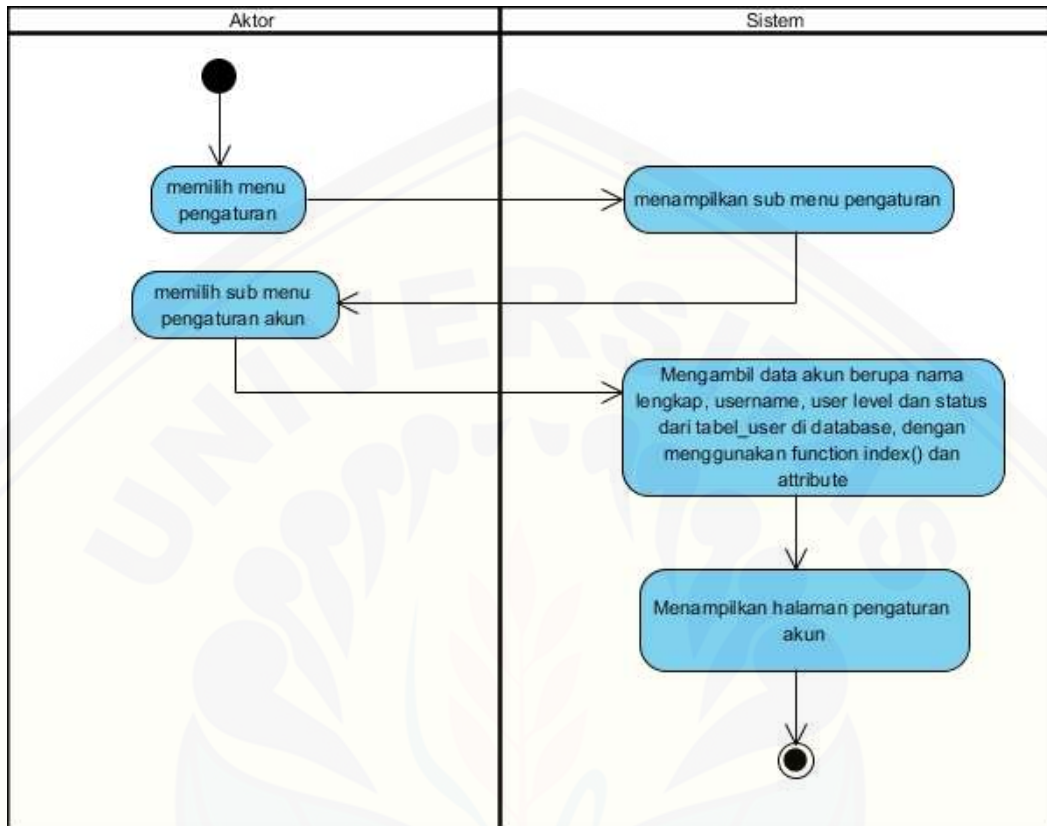 Aktor
Sistem
memilih menu
pengaturan
menampilkan sub menu pengaturan
memilih sub menu
pengaturan akun
Mengambil data akun berupa nama
lengkap, username, user level dan status
dari tabel_user di database, dengan
menggunakan function index() dan
attribute
Menampilkan halaman pengaturan
akun
UNIVERSITAS